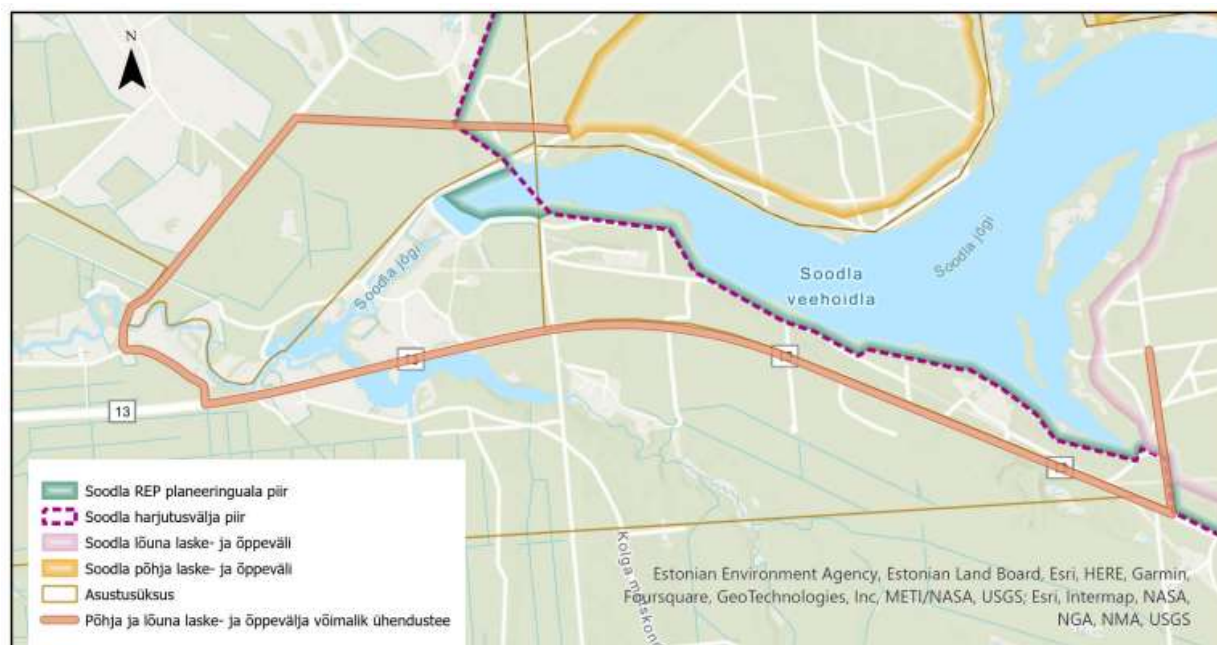 N
Soodla jõgi
Soodla jõgi
Soodla
veehoidla
13
Soodla REP planeeringuala piir
Soodla harjutusvälja piir
Soodla lõuna laske- ja õppeväli
Soodla põhja laske- ja õppeväli
Asustusüksus
Põhja ja lõuna laske- ja õppevälja võimalik ühendustee
Kolga
Estonian Environment Agency, Estonian Land Board, Esri, HERE, Garmin,
Foursquare, GeoTechnologies, Inc, METI/NASA, USGS; Esri, Intermap, NASA,
NGA, NMA, USGS